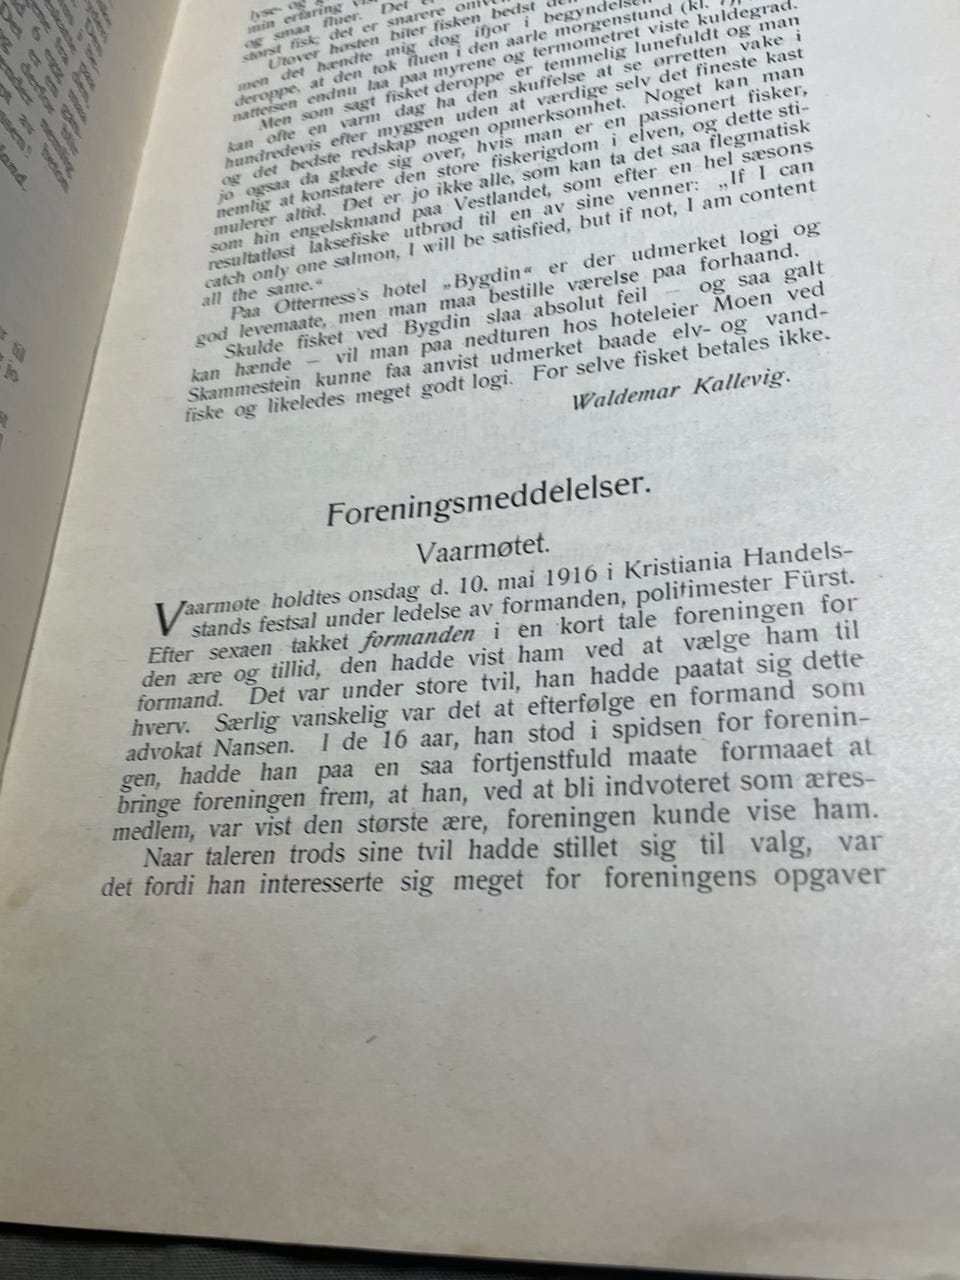 min erfaring
og smaa fluer. Det
størst fisk; det er snarere
Utover høsten biter fisken bedst
men det hændte mig dog ifjor i begyndelsen
deroppe, at den tok fluen i den aarle morgenstund (kl.
nattetsen endnu laa paa myrene og termometret viste kuldegrad.
Men som sagt fisket deroppe er temmelig lunefuldt og man
kan ofte en varm dag ha den skuffelse at se ørretten vake i
hundredevis efter myggen uden at værdige selv det fineste kast
og det bedste redskap nogen opmerksomhet. Noget kan man
jo ogsaa da glæde sig over, hvis man er en passionert fisker,
nemlig at konstatere den store fiskerigdom i elven, og dette sti-
mulerer altid. Det er jo ikke alle, som kan ta det saa flegmatisk
som hin engelskmand paa Vestlandet, som efter en hel sæsons
resultatløst laksefiske utbrød til en av sine venner: „If I can
catch only one salmon, I will be satisfied, but if not, I am content
all the same.“
Paa Otterness's hotel „Bygdin“ er der udmerket logi og
god levemaate, men man maa bestille værelse paa forhaand.
Skulde fisket ved Bygdin slaa absolut feil — og saa galt
kan hænde — vil man paa nedturen hos hoteleier Moen ved
Skammestein kunne faa anvist udmerket baade elv- og vand-
fiske og likeledes meget godt logi. For selve fisket betales ikke.
Waldemar Kallevig.
Foreningsmeddelelser.
Vaarmøtet.
Vaarmøte holdtes onsdag d. 10. mai 1916 i Kristiania Handels-
stands festsal under ledelse av formanden, politimester Fürst.
Efter sexaen takket formanden i en kort tale foreningen for
den ære og tillid, den hadde vist ham ved at vælge ham til
formand. Det var under store tvil, han hadde paatat sig dette
hverv. Særlig vanskelig var det at efterfølge en formand som
advokat Nansen. I de 16 aar, han stod i spidsen for forenin-
gen, hadde han paa en saa fortjenstfuld maate formaaet at
bringe foreningen frem, at han, ved at bli indvoteret som æres-
medlem, var vist den største ære, foreningen kunde vise ham.
Naar taleren trods sine tvil hadde stillet sig til valg, var
det fordi han interesserte sig meget for foreningens opgaver